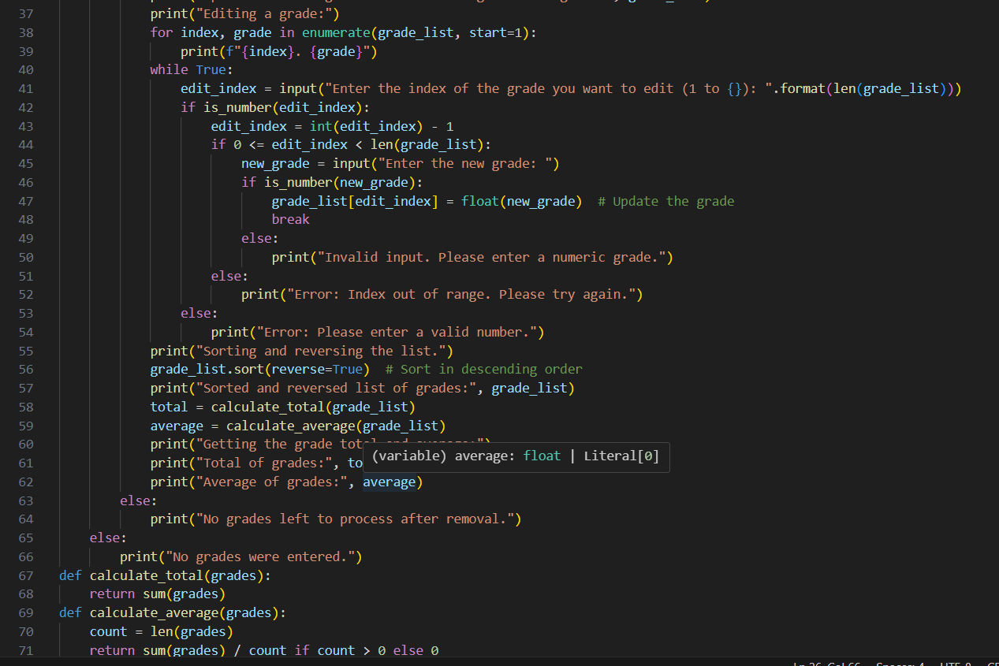 37 print("Editing a grade:")
38 for index, grade in enumerate(grade_list, start=1):
39 print(f"{index}. {grade}")
40 while True:
41 edit_index = input("Enter the index of the grade you want to edit (1 to {}): ".format(len(grade_list)))
42 if is_number(edit_index):
43 edit_index = int(edit_index) - 1
44 if 0 <= edit_index < len(grade_list):
45 new_grade = input("Enter the new grade: ")
46 if is_number(new_grade):
47 grade_list[edit_index] = float(new_grade)  # Update the grade
48 break
49 else:
50 print("Invalid input. Please enter a numeric grade.")
51 else:
52 print("Error: Index out of range. Please try again.")
53 else:
54 print("Error: Please enter a valid number.")
55 print("Sorting and reversing the list.")
56 grade_list.sort(reverse=True)  # Sort in descending order
57 print("Sorted and reversed list of grades:", grade_list)
58 total = calculate_total(grade_list)
59 average = calculate_average(grade_list)
60 print("Getting the grade total and average:")
(variable) average: float | Literal[0]
61 print("Total of grades:", to
62 print("Average of grades:", average)
63 else:
64 print("No grades left to process after removal.")
65 else:
66 print("No grades were entered.")
67 def calculate_total(grades):
68 return sum(grades)
69 def calculate_average(grades):
70 count = len(grades)
71 return sum(grades) / count if count > 0 else 0